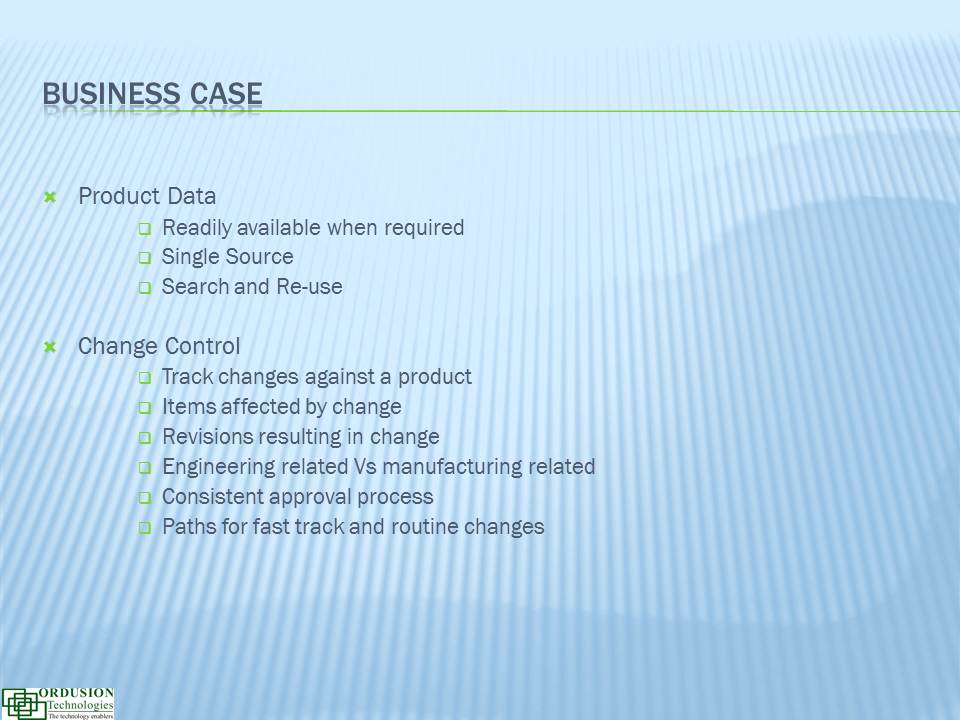 BUSINESS CASE
Product Data
Readily available when required
Single Source
Search and Re-use
Change Control
Track changes against a product
Items affected by change
Revisions resulting in change
Engineering related Vs manufacturing related
Consistent approval process
Paths for fast track and routine changes
ORDUSION
Technologies
The technology enablers